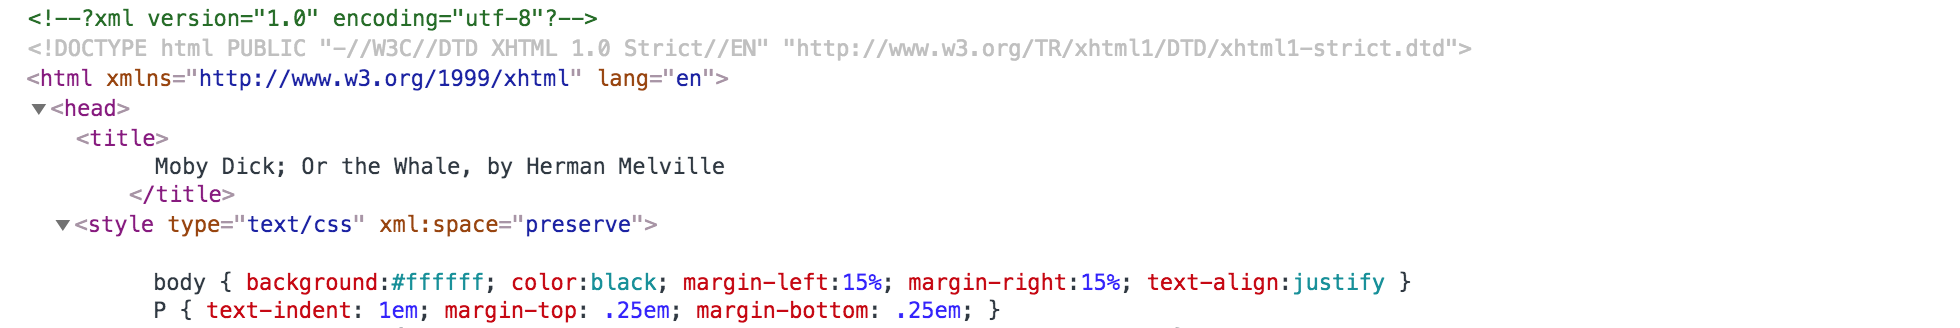 <!--?xml version="1.0" encoding="utf-8"?-->
<!DOCTYPE html PUBLIC "-//W3C//DTD XHTML 1.0 Strict//EN" "http://www.w3.org/TR/xhtml1/DTD/xhtml1-strict.dtd">
<html xmlns="http://www.w3.org/1999/xhtml" lang="en">
▼<head>
<title>
Moby Dick; Or the Whale, by Herman Melville
</title>
▼<style type="text/css" xml:space="preserve">
body { background:#ffffff; color:black; margin-left:15%; margin-right:15%; text-align:justify }
P { text-indent: 1em; margin-top: .25em; margin-bottom: .25em; }